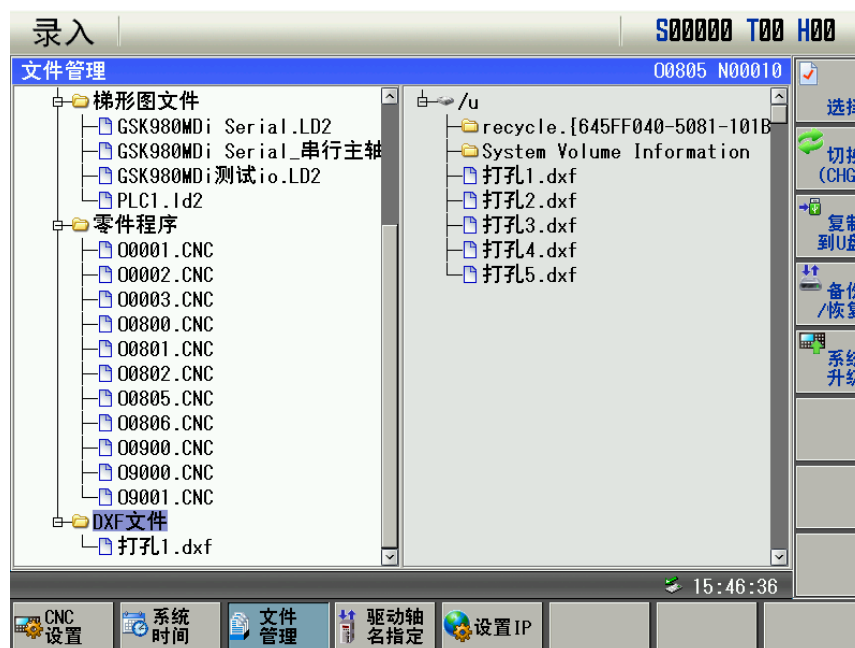 录入
S00000 T00 H00
文件管理
O0805 N00010
梯形图文件
GSK980MDi Serial.LD2
GSK980MDi Serial_串行主轴
GSK980MDi测试io.LD2
PLC1.ld2
零件程序
O0001.CNC
O0002.CNC
O0003.CNC
O0800.CNC
O0801.CNC
O0802.CNC
O0805.CNC
O0806.CNC
O0900.CNC
O9000.CNC
O9001.CNC
DXF文件
打孔1.dxf
/u
recycle.{645FF040-5081-101B
System Volume Information
打孔1.dxf
打孔2.dxf
打孔3.dxf
打孔4.dxf
打孔5.dxf
选择
切换
(CHG
复制
到U盘
备份
/恢复
系统
升级
15:46:36
CNC
设置
系统
时间
文件
管理
驱动轴
名指定
设置IP